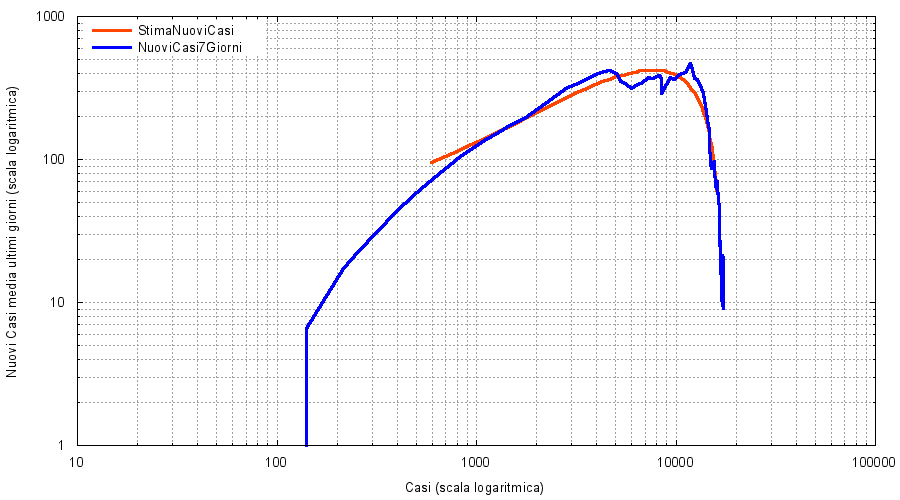 1000
StimaNuoviCasi
NuoviCasi7Giorni
100
10
1
Nuovi Casi media ultimi giorni (scala logaritmica)
10
100
1000
10000
100000
Casi (scala logaritmica)